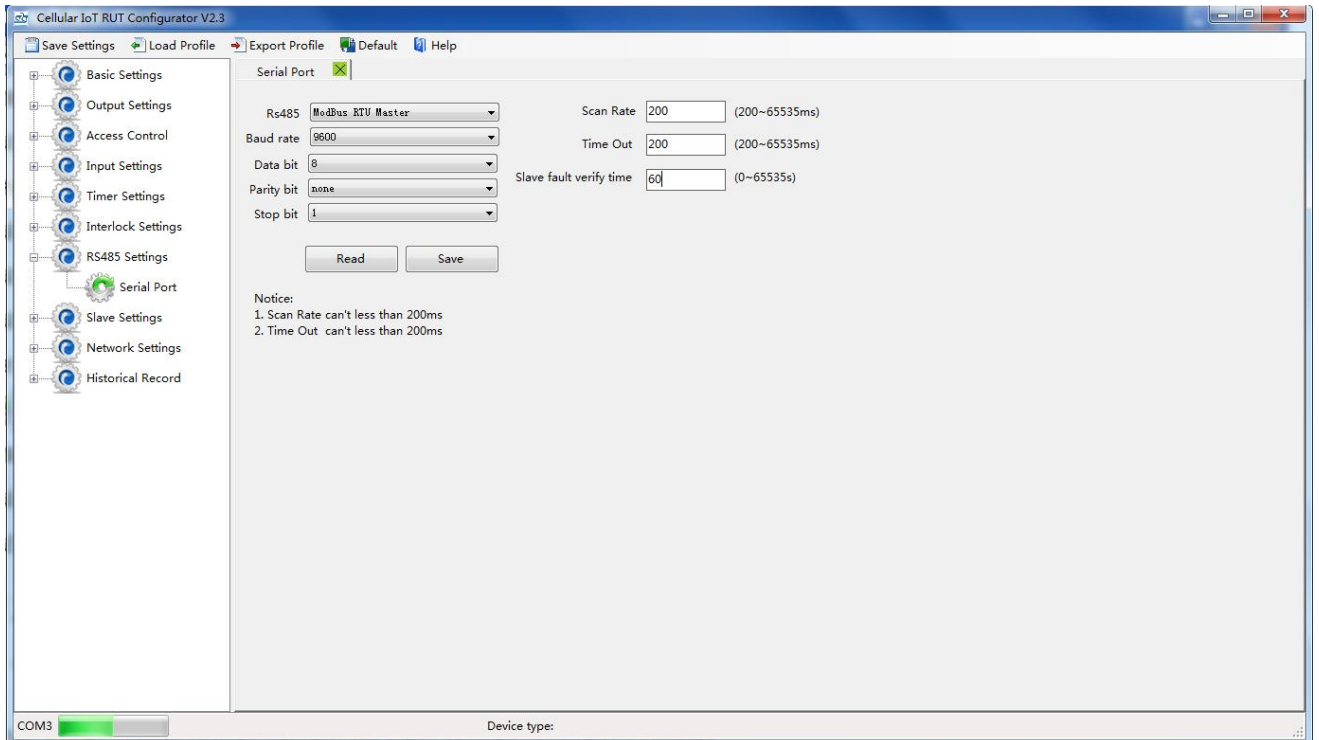 Cellular IoT RUT Configurator V2.3
Save Settings Load Profile Export Profile Default Help
Basic Settings
Output Settings
Access Control
Input Settings
Timer Settings
Interlock Settings
RS485 Settings
Serial Port
Slave Settings
Network Settings
Historical Record
Serial Port
Rs485 ModBus RTU Master
Baud rate 9600
Data bit 8
Parity bit none
Stop bit 1
Scan Rate 200 (200~65535ms)
Time Out 200 (200~65535ms)
Slave fault verify time 60 (0~65535s)
Read Save
Notice:
1. Scan Rate can't less than 200ms
2. Time Out can't less than 200ms
COM3 Device type: